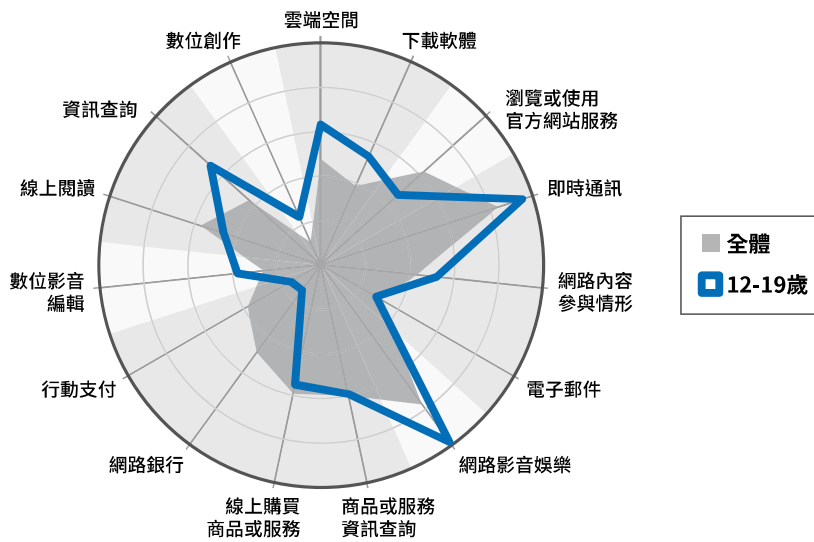 雲端空間
下載軟體
瀏覽或使用
官方網站服務
即時通訊
網路內容
參與情形
電子郵件
網路影音娛樂
商品或服務
資訊查詢
線上購買
商品或服務
網路銀行
行動支付
數位影音
編輯
線上閱讀
資訊查詢
數位創作
全體
12-19歲